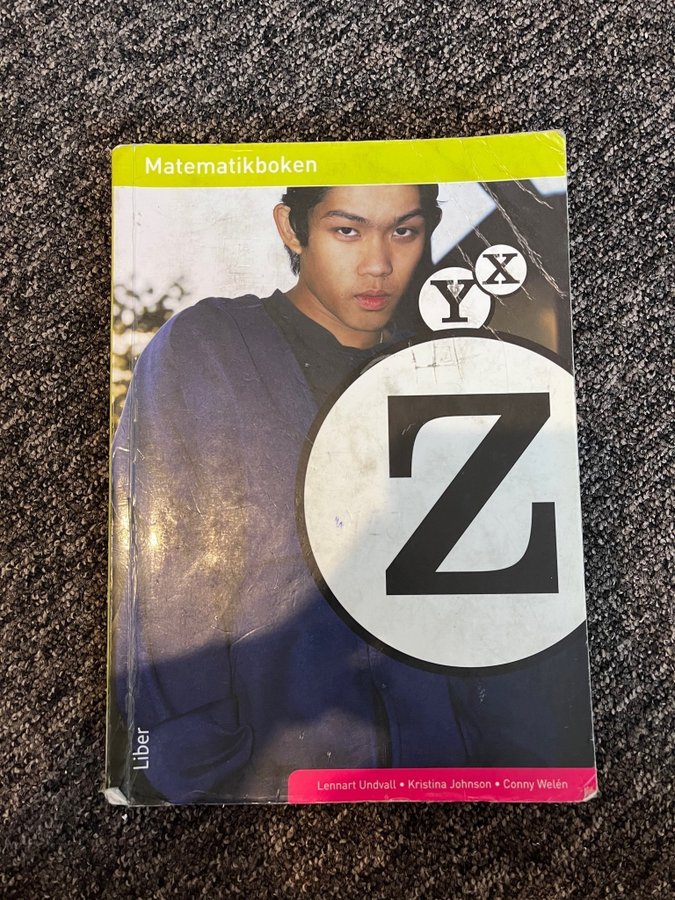 Matematikboken
X
Y
Z
Liber
Lennart Undvall • Kristina Johnson • Conny Welén